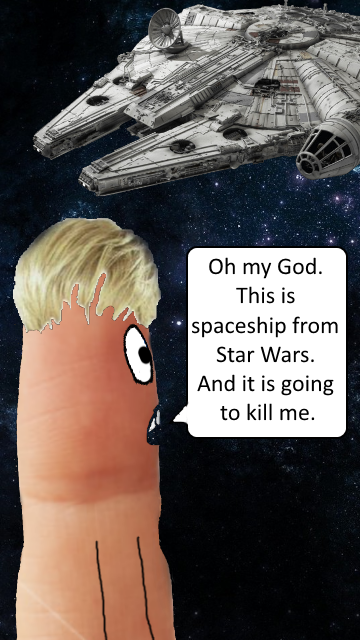 Oh my God.
This is
spaceship from
Star Wars.
And it is going
to kill me.